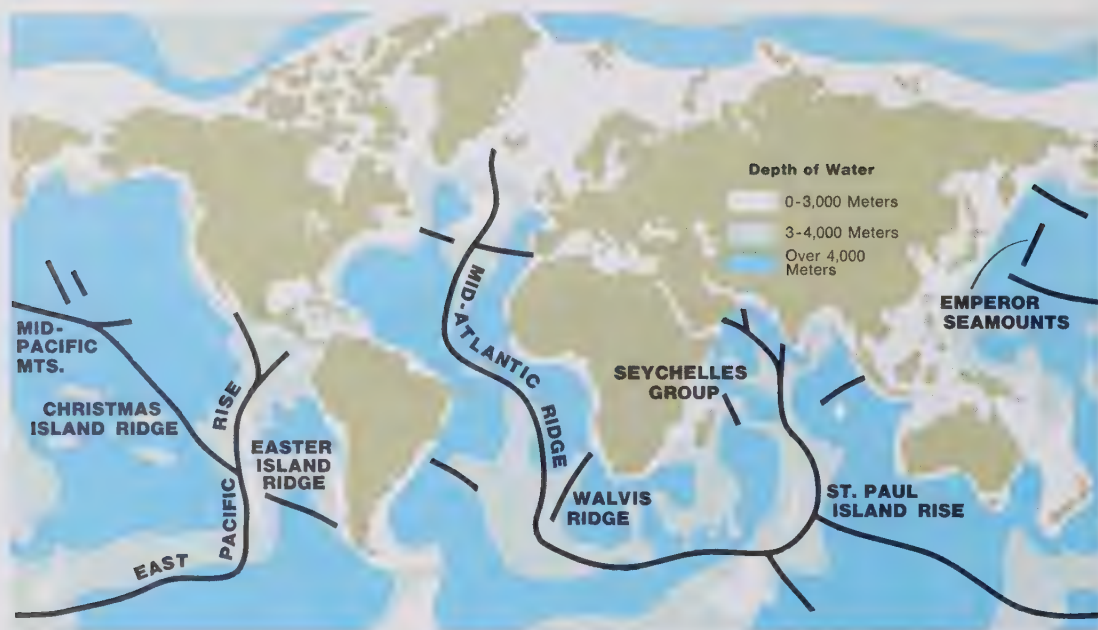 Depth of Water
0-3,000 Meters
3-4,000 Meters
Over 4,000
Meters
EMPEROR
SEAMOUNTS
MID-
PACIFIC
MTS.
CHRISTMAS
ISLAND RIDGE
EAST PACIFIC RISE
EASTER
ISLAND
RIDGE
MID-ATLANTIC RIDGE
WALVIS
RIDGE
SEYCHELLES
GROUP
ST. PAUL
ISLAND RISE